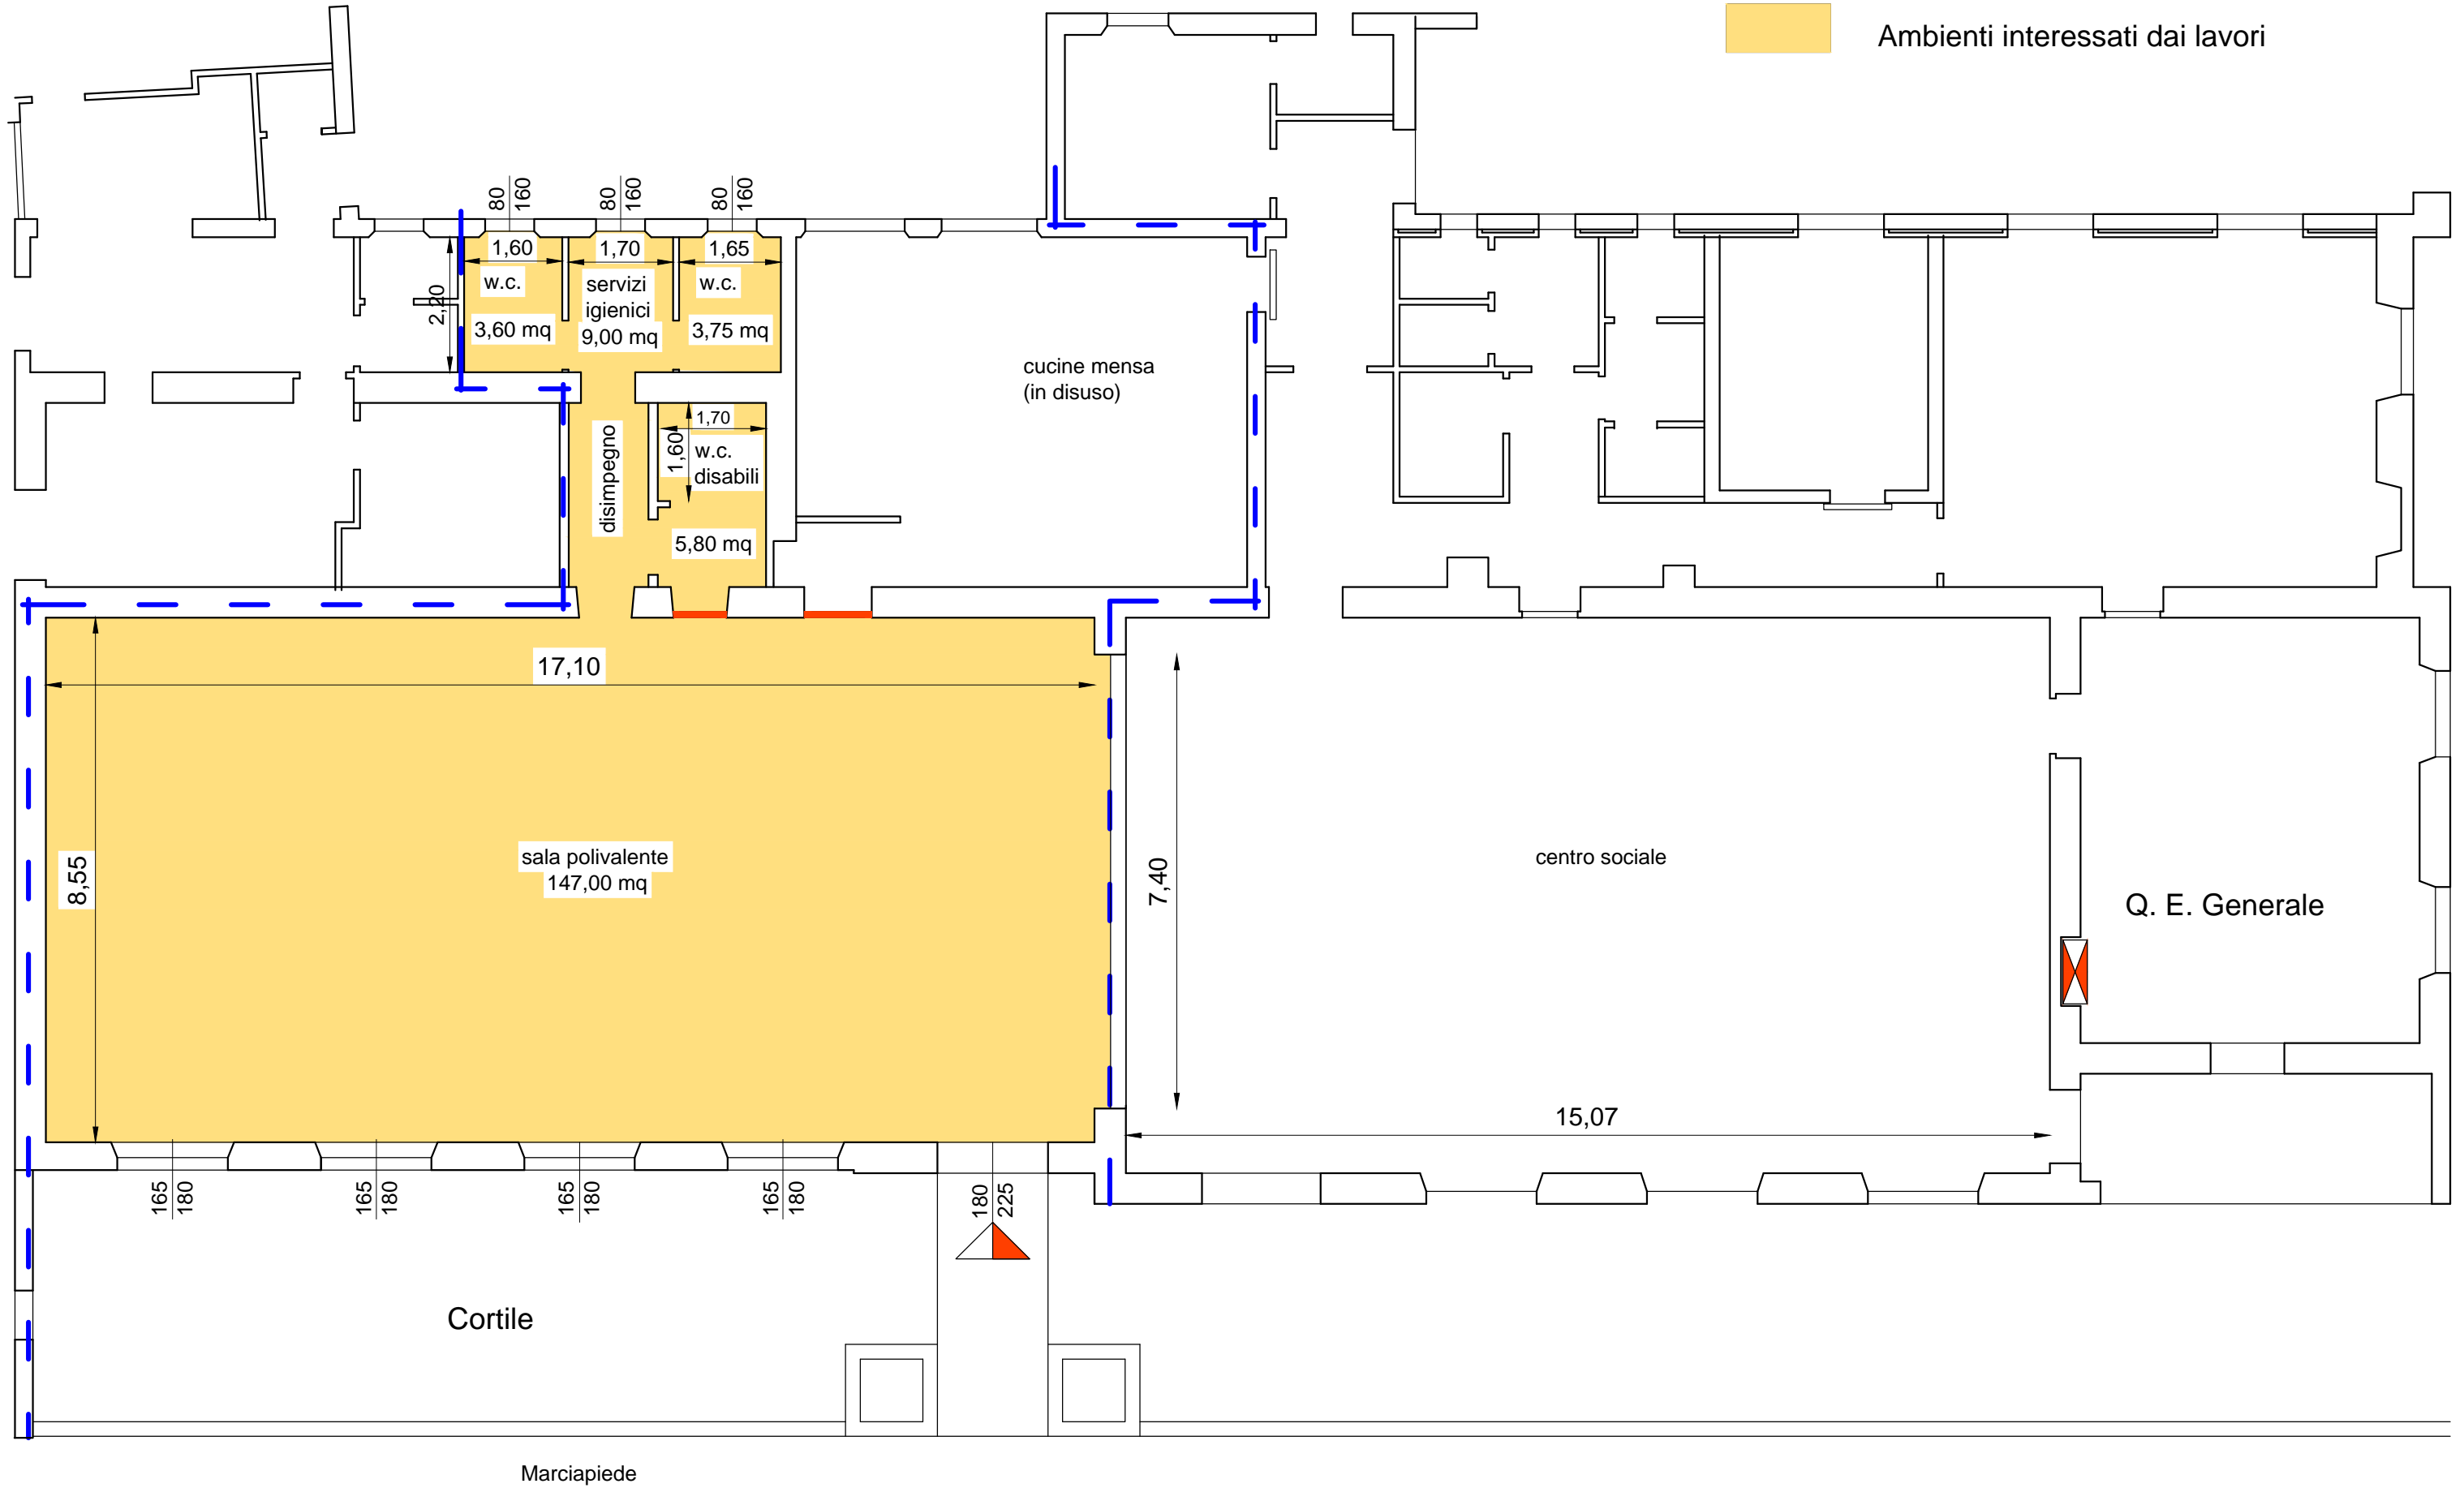 Ambienti interessati dai lavori
80
160
80
160
80
160
1,60
1,70
1,65
w.c.
servizi
igienici
w.c.
2,20
3,60 mq
9,00 mq
3,75 mq
cucine mensa
(in disuso)
1,70
1,60
w.c.
disabili
disimpegno
5,80 mq
17,10
8,55
sala polivalente
147,00 mq
7,40
centro sociale
Q. E. Generale
15,07
165
180
165
180
165
180
165
180
180
225
Cortile
Marciapiede